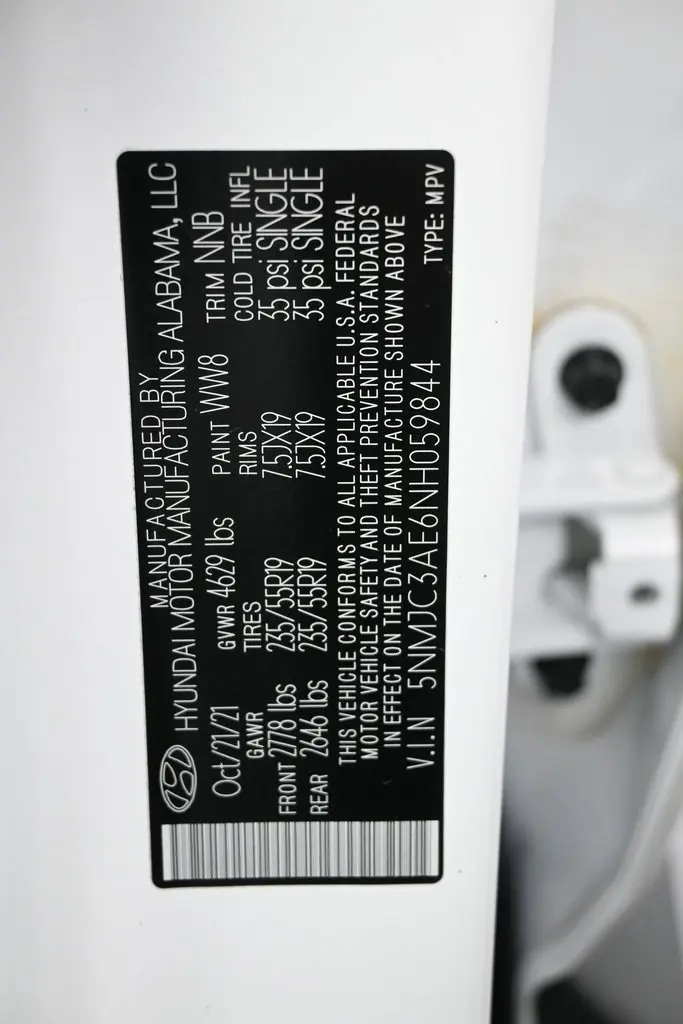 MANUFACTURED BY
HYUNDAI MOTOR MANUFACTURING ALABAMA, LLC
Oct/21/21 GVWR 4629 lbs PAINT WW8 TRIM NNB
GAWR TIRES RIMS COLD TIRE INFL
FRONT 2778 lbs 235/55R19 7.5JX19 35 psi SINGLE
REAR 2646 lbs 235/55R19 7.5JX19 35 psi SINGLE
THIS VEHICLE CONFORMS TO ALL APPLICABLE U.S.A. FEDERAL
MOTOR VEHICLE SAFETY AND THEFT PREVENTION STANDARDS
IN EFFECT ON THE DATE OF MANUFACTURE SHOWN ABOVE
V.I.N 5NMJC3AE6NH059844 TYPE: MPV